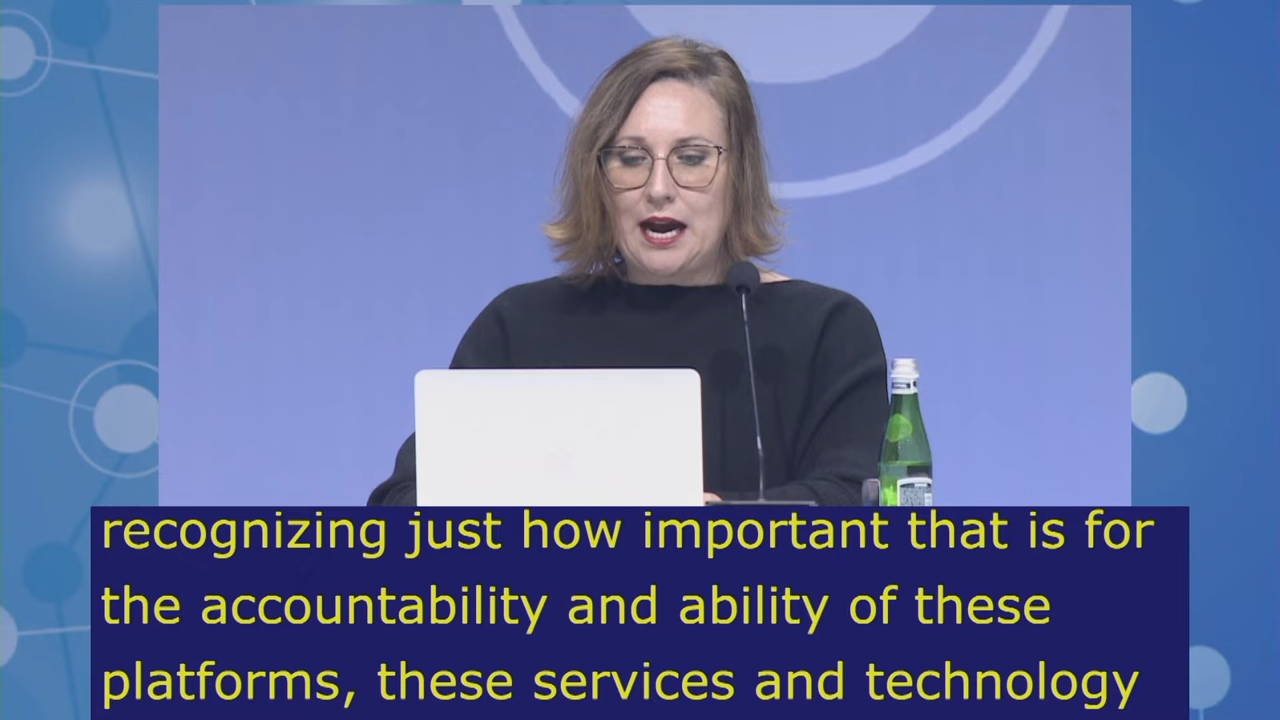 recognizing just how important that is for
the accountability and ability of these
platforms, these services and technology